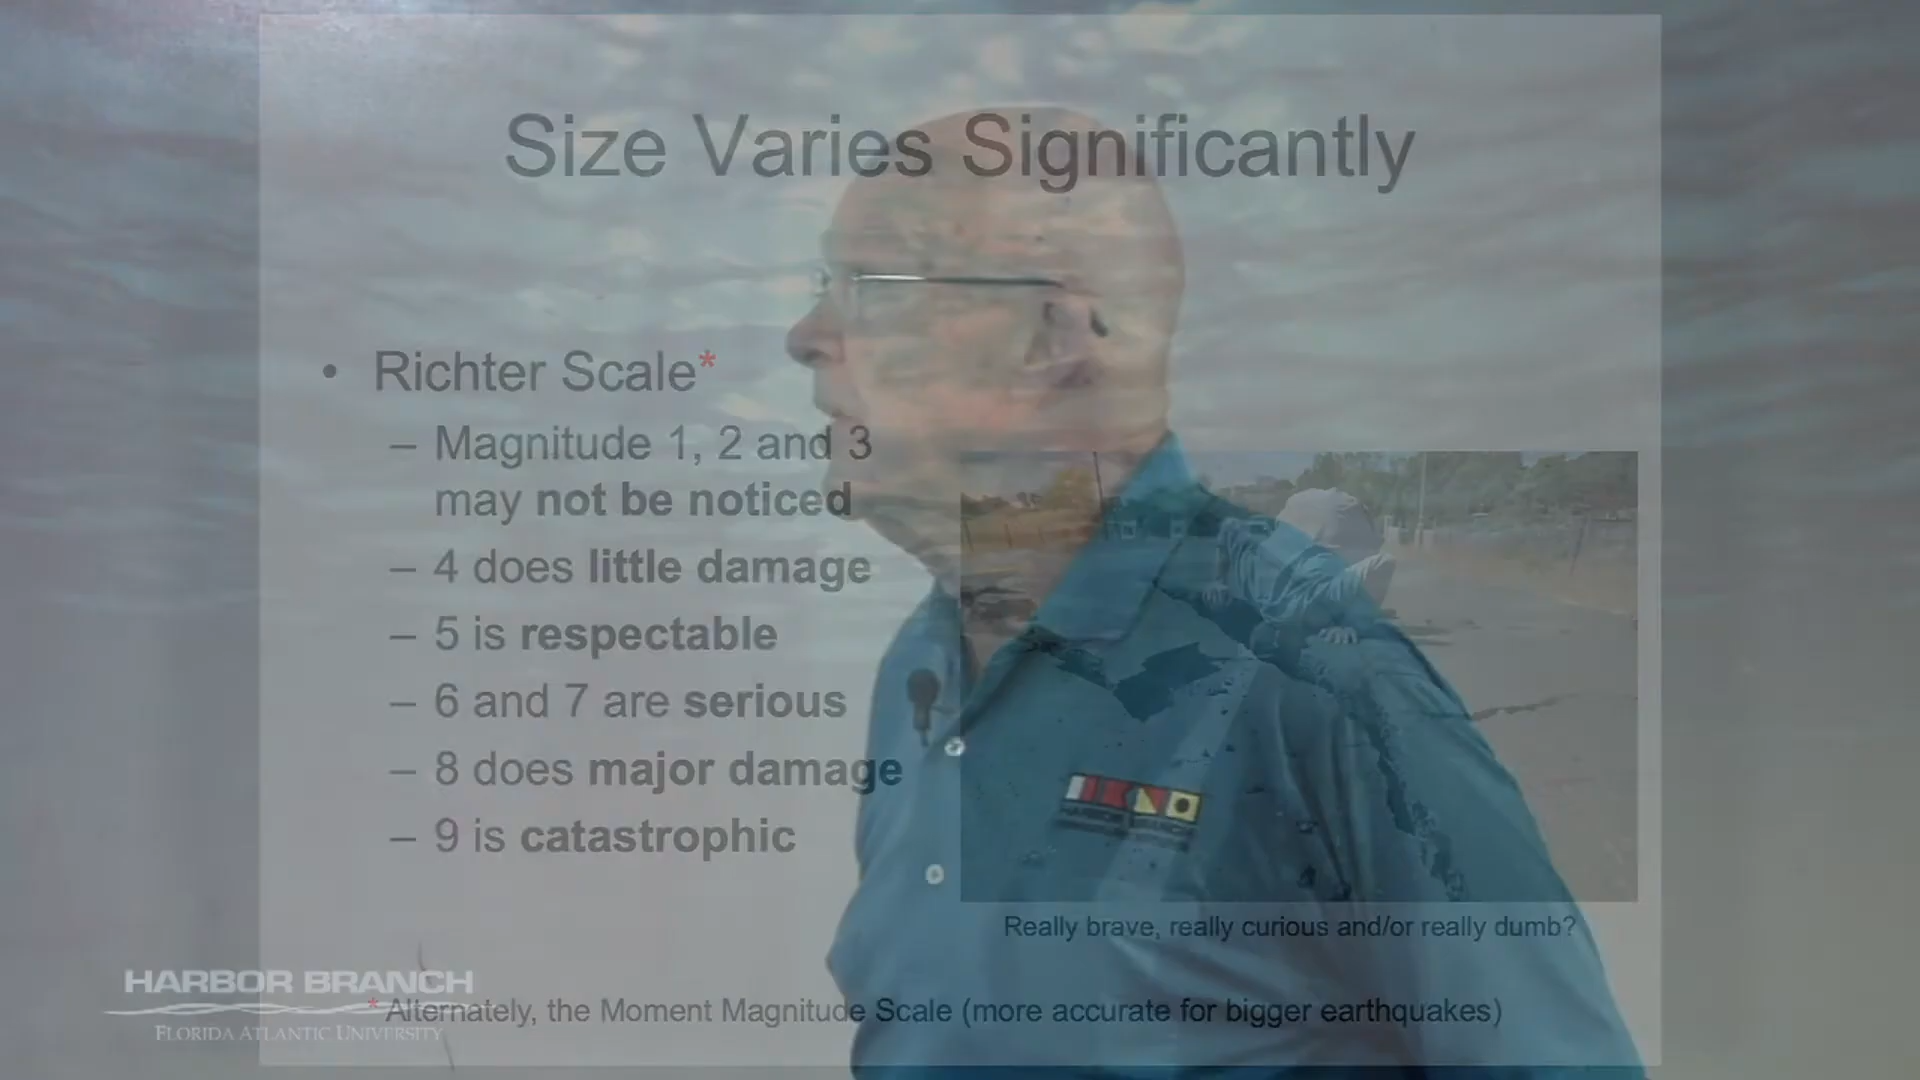 Size Varies Significantly
• Richter Scale*
– Magnitude 1, 2 and 3
may not be noticed
– 4 does little damage
– 5 is respectable
– 6 and 7 are serious
– 8 does major damage
– 9 is catastrophic
HARBOR BRANCH
Really brave, really curious and/or really dumb?
HARBOR BRANCH
FLORIDA ATLANTIC UNIVERSITY
* Alternately, the Moment Magnitude Scale (more accurate for bigger earthquakes)